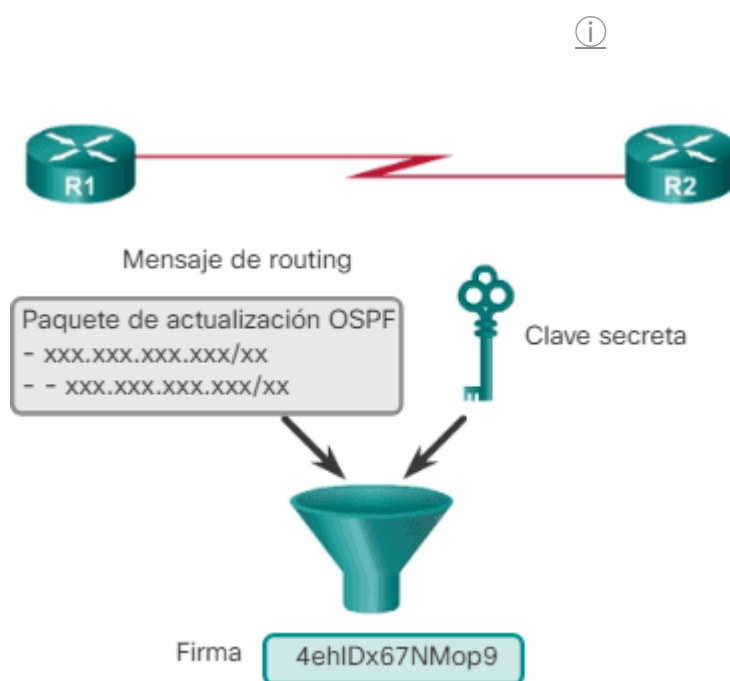 i
R1
R2
Mensaje de routing
Paquete de actualización OSPF
- xxx.xxx.xxx.xxx/xx
- - xxx.xxx.xxx.xxx/xx
Clave secreta
Firma
4ehIDx67NMop9